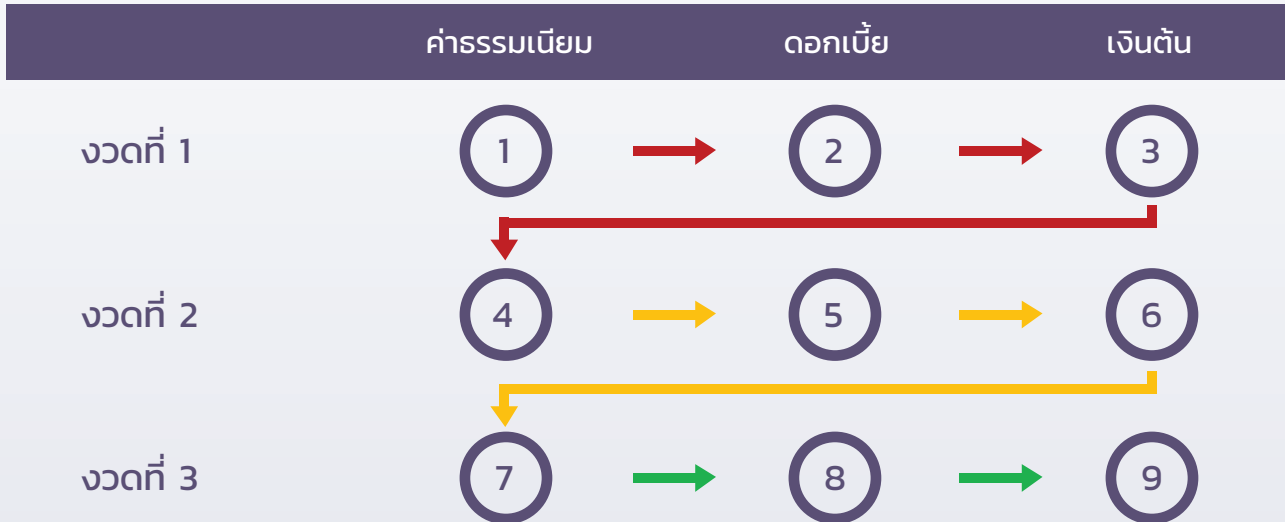 ค่าธรรมเนียม ดอกเบี้ย เงินต้น
งวดที่ 1 1 2 3
งวดที่ 2 4 5 6
งวดที่ 3 7 8 9